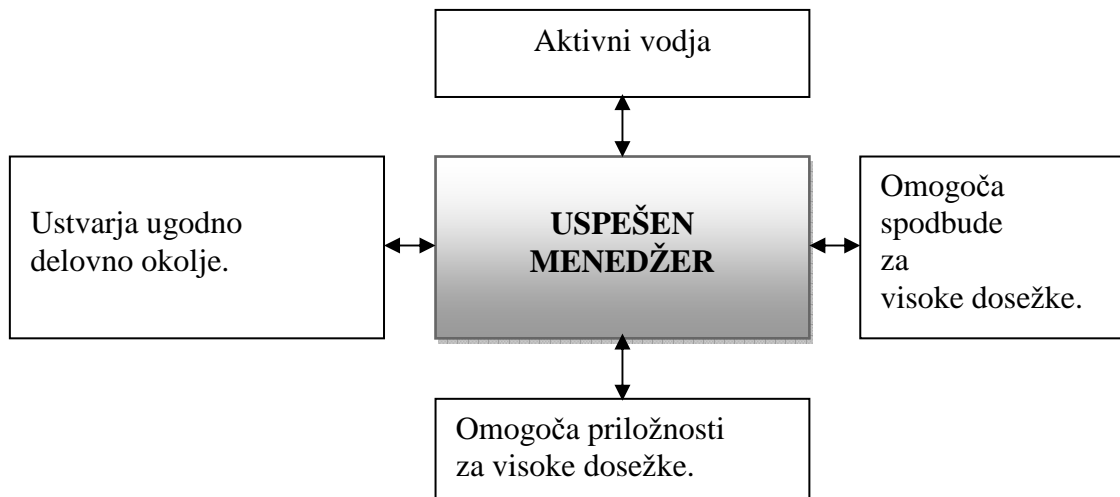 Aktivni vodja
Ustvarja ugodno
delovno okolje.
USPEŠEN
MENEDŽER
Omogoča
spodbude
za
visoke dosežke.
Omogoča priložnosti
za visoke dosežke.